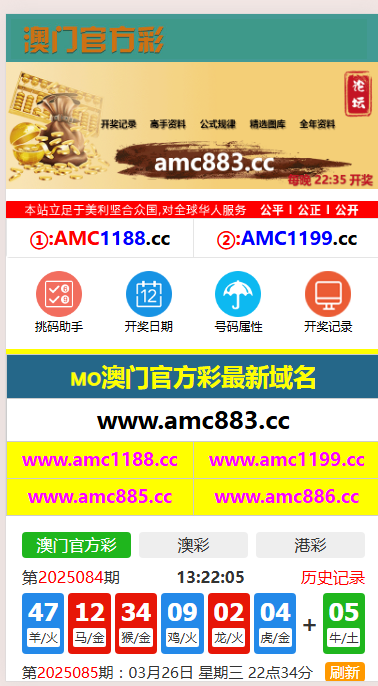 澳门官方彩
论坛
开奖记录 高手资料 公式规律 精选图库 全年资料
amc883.cc
每晚 22:35 开奖
本站立足于美利坚合众国,对全球华人服务 公平 | 公正 | 公开
①:AMC1188.cc ②:AMC1199.cc
挑码助手 开奖日期 号码属性 开奖记录
MO澳门官方彩最新域名
www.amc883.cc
www.amc1188.cc www.amc1199.cc
www.amc885.cc www.amc886.cc
澳门官方彩 澳彩 港彩
第2025084期 13:22:05 历史记录
47 12 34 09 02 04 + 05
羊/火 马/金 猴/金 鸡/火 龙/火 虎/金 牛/土
第2025085期：03月26日 星期三 22点34分 刷新